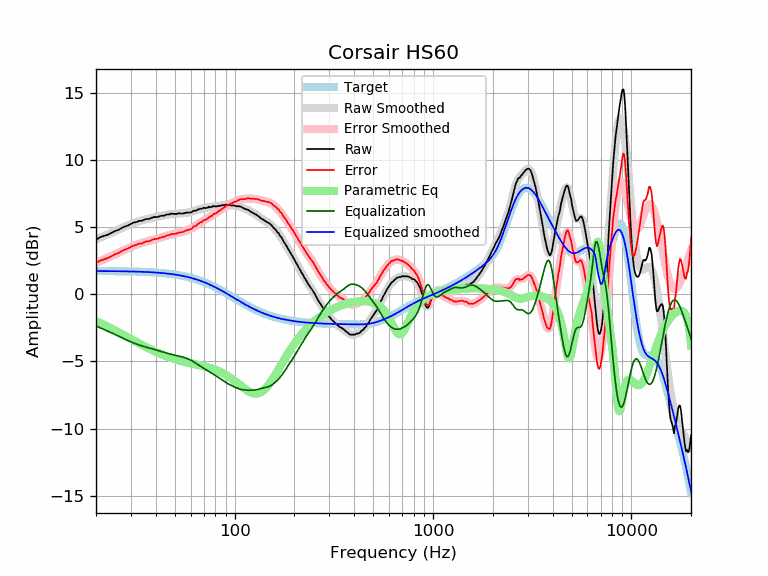 Corsair HS60
Target
Raw Smoothed
Error Smoothed
Raw
Error
Parametric Eq
Equalization
Equalized smoothed
Amplitude (dBr)
15
10
5
0
−5
−10
−15
100
1000
10000
Frequency (Hz)